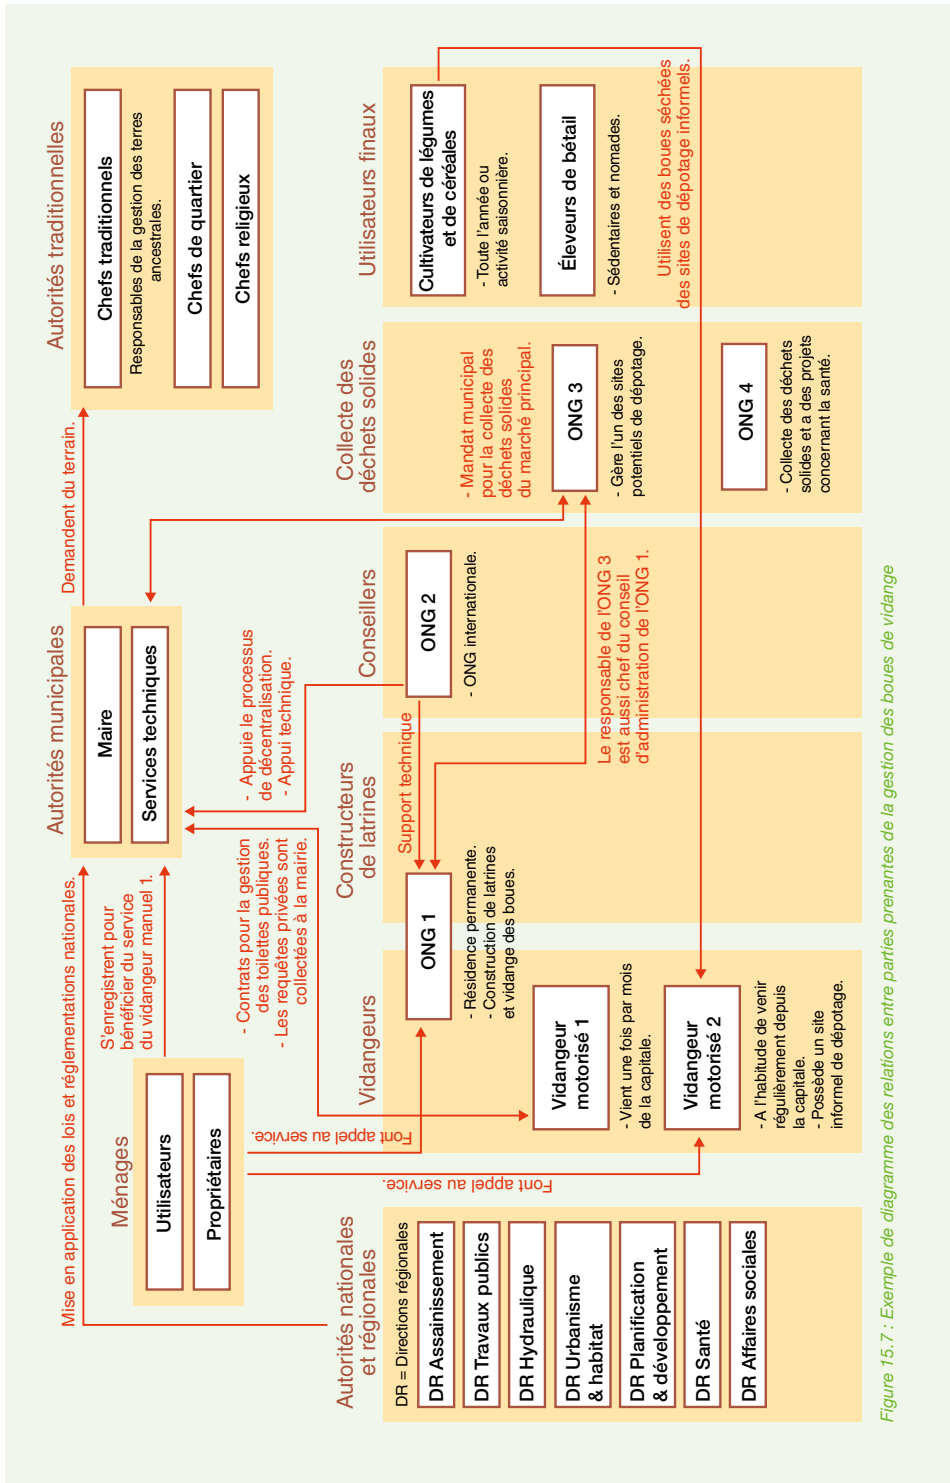 Mise en application des lois et réglementations nationales.
Ménages
Utilisateurs
Propriétaires
S'enregistrent pour
bénéficier du service
du vidangeur manuel 1.
Autorités municipales
Maire
Services techniques
Demandent du terrain.
Autorités traditionnelles
Chefs traditionnels
Responsables de la gestion des terres
ancestrales.
Chefs de quartier
Chefs religieux
- Contrats pour la gestion
des toilettes publiques.
- Les requêtes privées sont
collectées à la mairie.
- Appuie le processus
de décentralisation.
- Appui technique.
Font appel au service.
Font appel au service.
Autorités nationales
et régionales
DR = Directions régionales
DR Assainissement
DR Travaux publics
DR Hydraulique
DR Urbanisme
& habitat
DR Planification
& développement
DR Santé
DR Affaires sociales
Vidangeurs
ONG 1
- Résidence permanente.
- Construction de latrines
et vidange des boues.
Vidangeur
motorisé 1
- Vient une fois par mois
de la capitale.
Vidangeur
motorisé 2
- A l'habitude de venir
régulièrement depuis
la capitale.
- Possède un site
informel de dépotage.
Constructeurs
de latrines
Support technique
Conseillers
ONG 2
- ONG internationale.
Le responsable de l'ONG 3
est aussi chef du conseil
d'administration de l'ONG 1.
Collecte des
déchets solides
- Mandat municipal
pour la collecte des
déchets solides
du marché principal.
ONG 3
- Gère l'un des sites
potentiels de dépotage.
ONG 4
- Collecte des déchets
solides et a des projets
concernant la santé.
Utilisateurs finaux
Cultivateurs de légumes
et de céréales
- Toute l'année ou
activité saisonnière.
Éleveurs de bétail
- Sédentaires et nomades.
Utilisent des boues séchées
des sites de dépotage informels.
Figure 15.7 : Exemple de diagramme des relations entre parties prenantes de la gestion des boues de vidange